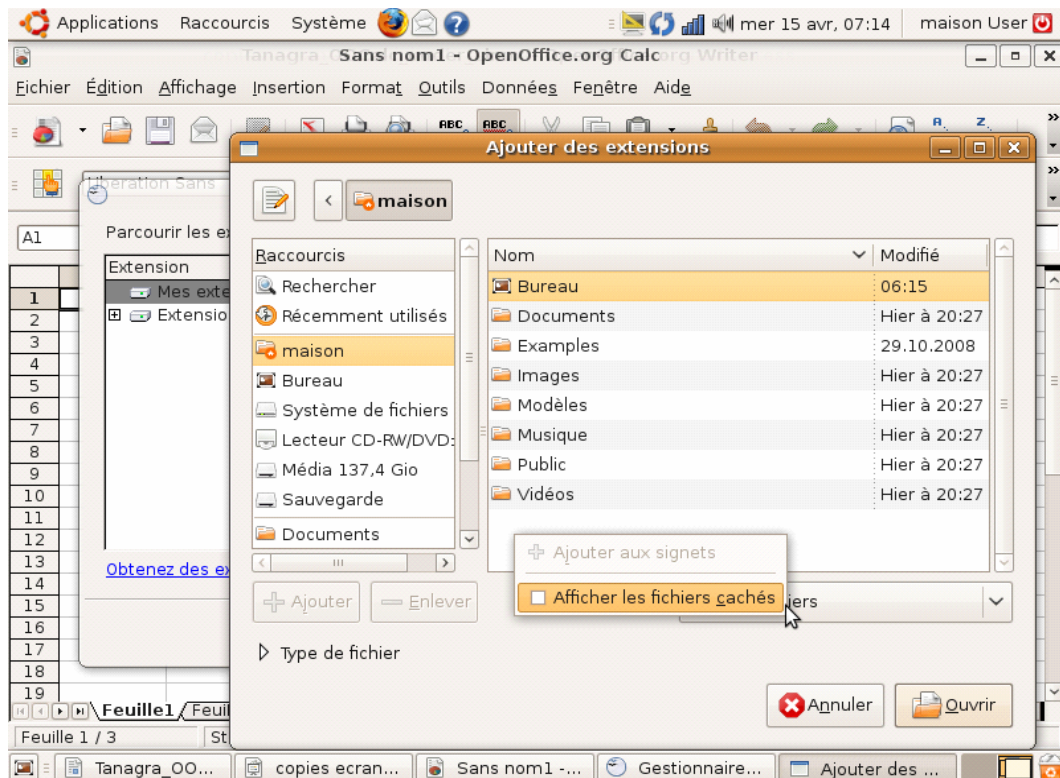 Applications Raccourcis Système mer 15 avr, 07:14 maison User
Sans nom1 - OpenOffice.org Calc
Fichier Édition Affichage Insertion Format Outils Données Fenêtre Aide
ABC ABC A Z
Ajouter des extensions
Liberation Sans
maison
A1
Parcourir les ex
Extension
Mes exte
Extensio
Obtenez des ex
Raccourcis
Rechercher
Récemment utilisés
maison
Bureau
Système de fichiers
Lecteur CD-RW/DVD:
Média 137,4 Gio
Sauvegarde
Documents
Nom Modifié
Bureau 06:15
Documents Hier à 20:27
Examples 29.10.2008
Images Hier à 20:27
Modèles Hier à 20:27
Musique Hier à 20:27
Public Hier à 20:27
Vidéos Hier à 20:27
Ajouter aux signets
Afficher les fichiers cachés
iers
Ajouter Enlever
Type de fichier
Annuler Ouvrir
1
2
3
4
5
6
7
8
9
10
11
12
13
14
15
16
17
18
19
Feuille1 Feuil
Feuille 1 / 3 St
Tanagra_OO... copies ecran... Sans nom1 -... Gestionnaire... Ajouter des ...